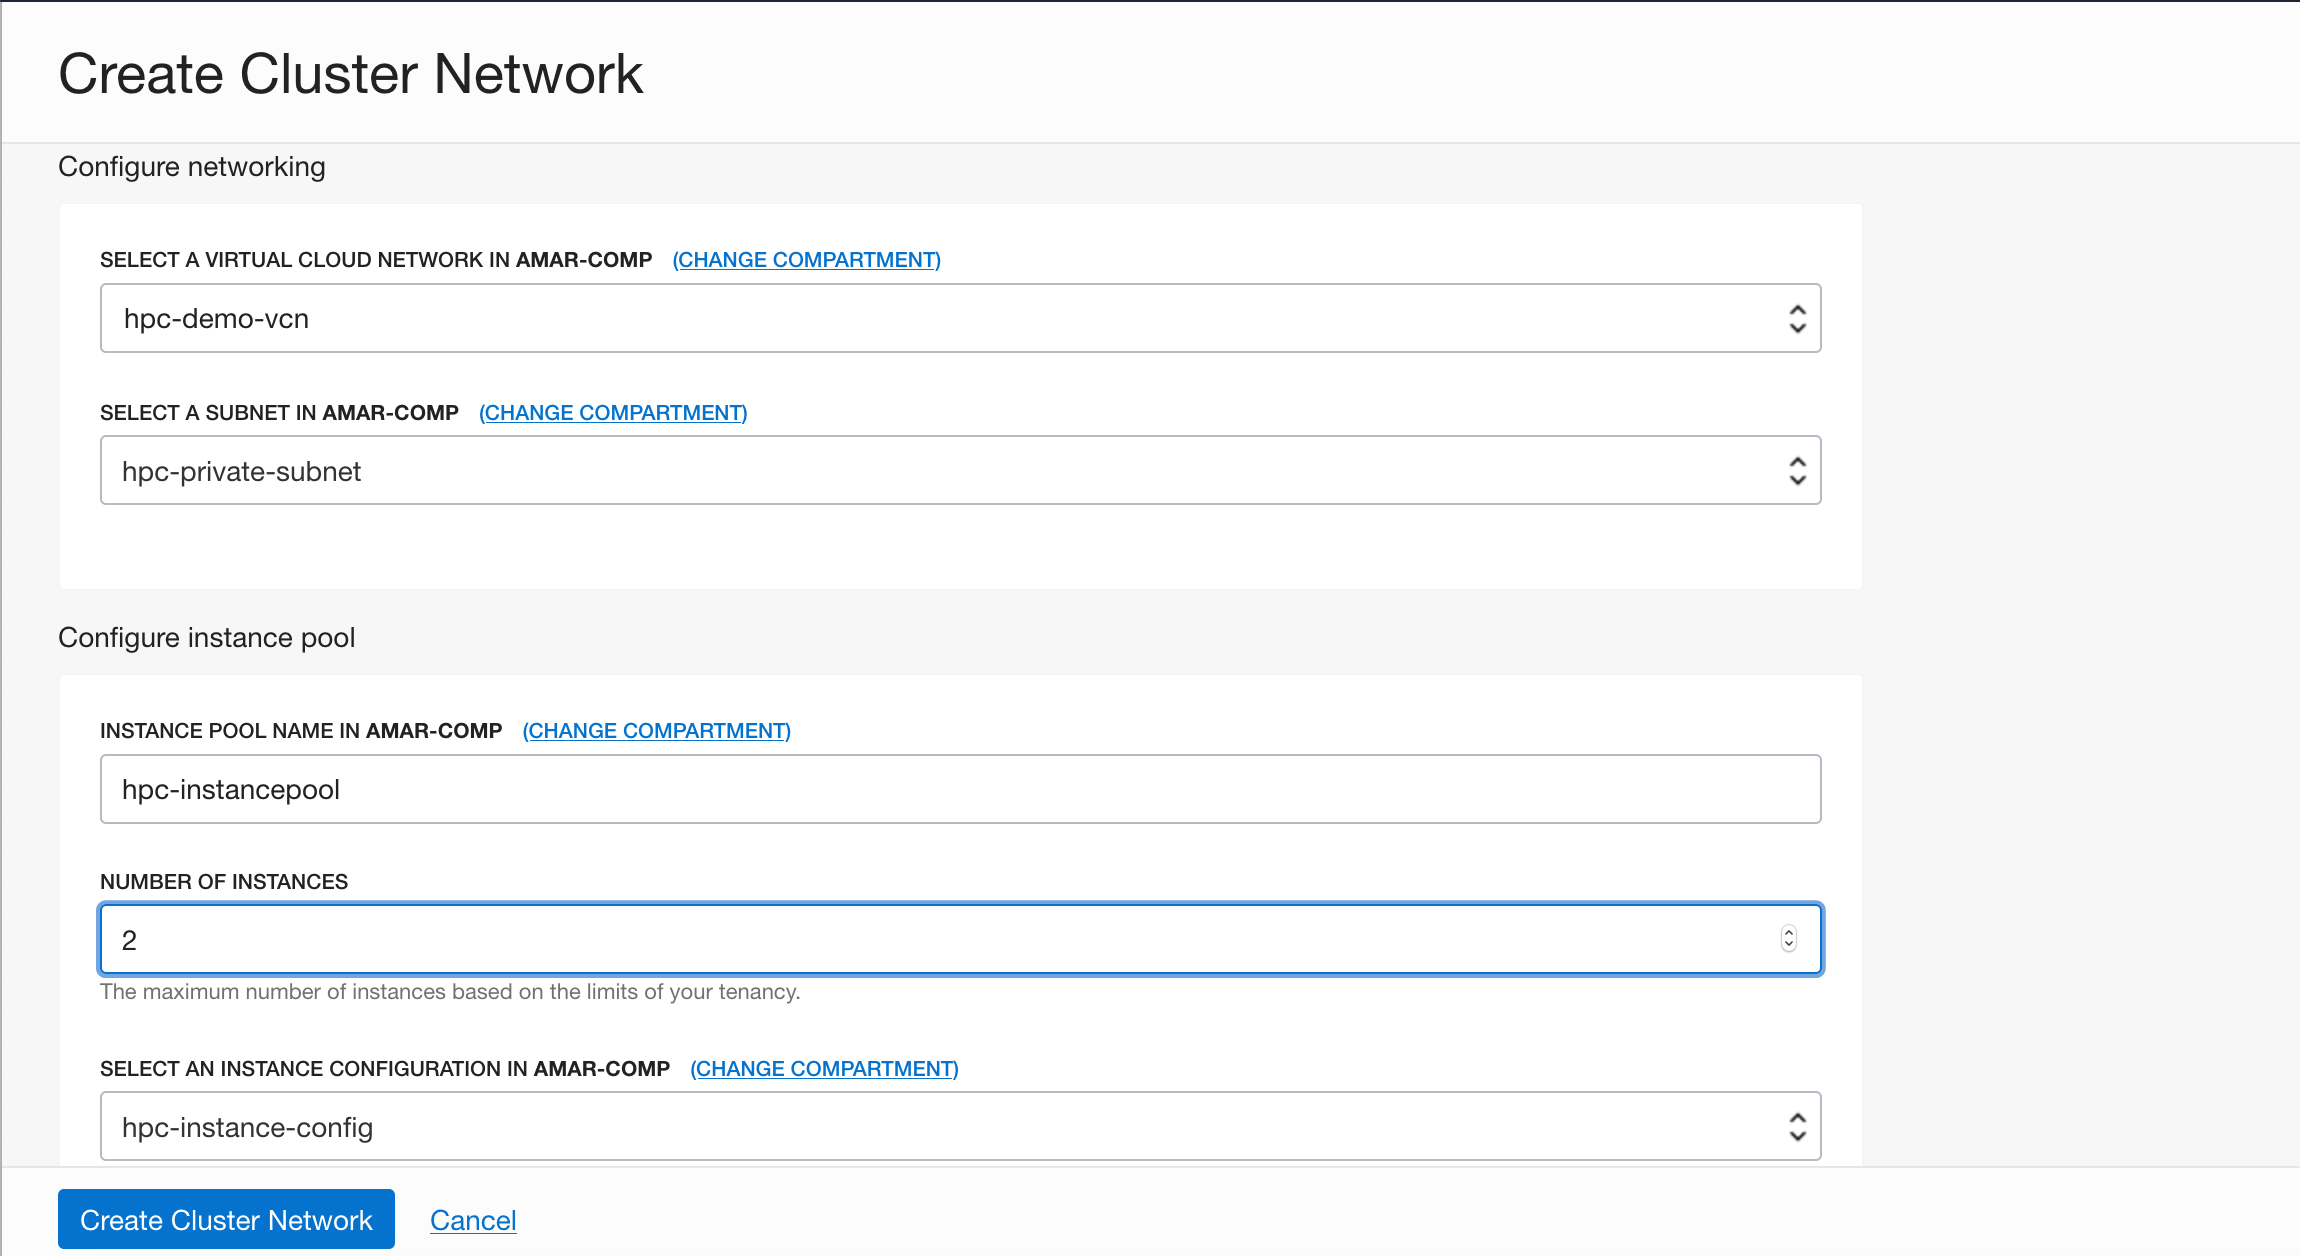 Create Cluster Network
Configure networking
SELECT A VIRTUAL CLOUD NETWORK IN AMAR-COMP (CHANGE COMPARTMENT)
hpc-demo-vcn
SELECT A SUBNET IN AMAR-COMP (CHANGE COMPARTMENT)
hpc-private-subnet
Configure instance pool
INSTANCE POOL NAME IN AMAR-COMP (CHANGE COMPARTMENT)
hpc-instancepool
NUMBER OF INSTANCES
2
The maximum number of instances based on the limits of your tenancy.
SELECT AN INSTANCE CONFIGURATION IN AMAR-COMP (CHANGE COMPARTMENT)
hpc-instance-config
Create Cluster Network Cancel